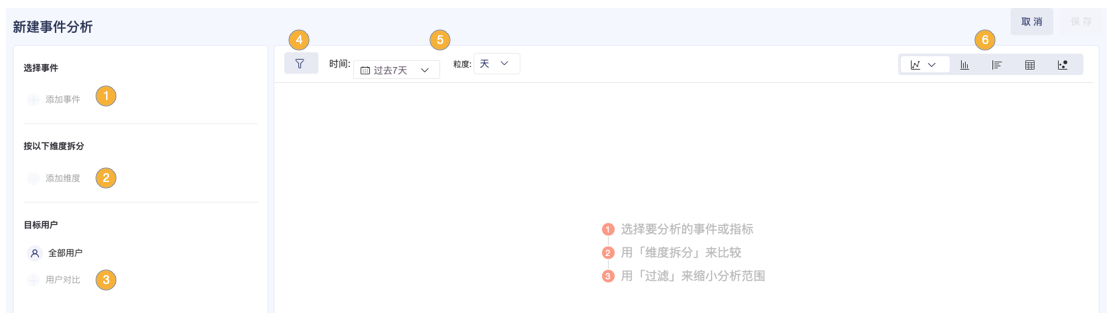 新建事件分析
取 消
保 存
4
5
6
选择事件
时间:
过去7天
粒度:
天
添加事件
1
按以下维度拆分
添加维度
2
目标用户
全部用户
用户对比
3
1 选择要分析的事件或指标
2 用「维度拆分」来比较
3 用「过滤」来缩小分析范围